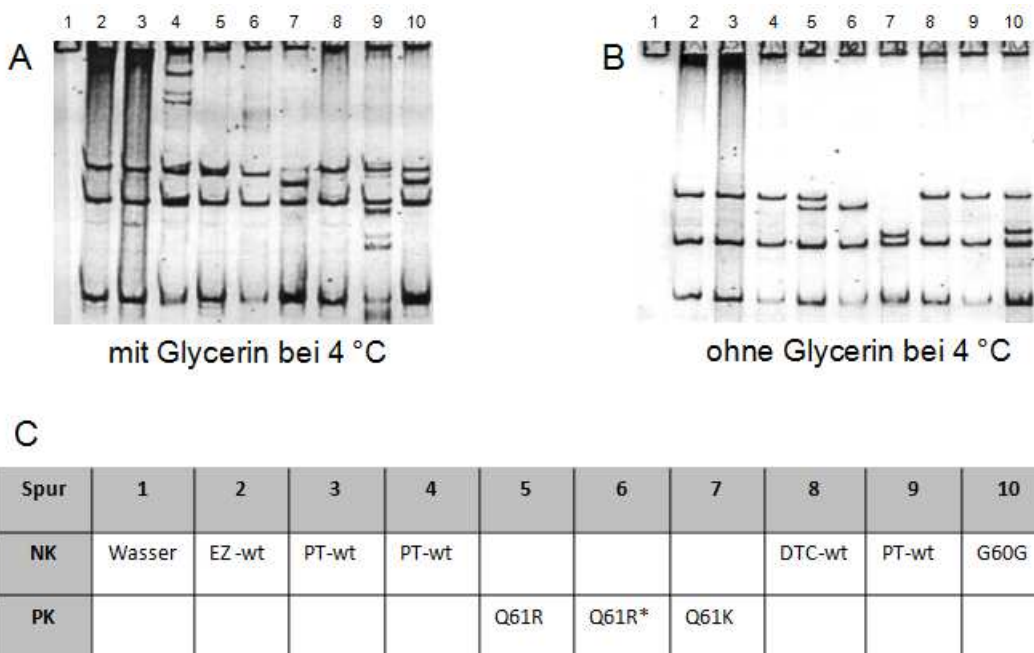 1 2 3 4 5 6 7 8 9 10
A
mit Glycerin bei 4 °C
1 2 3 4 5 6 7 8 9 10
B
ohne Glycerin bei 4 °C
C
Spur 1 2 3 4 5 6 7 8 9 10
NK Wasser EZ -wt PT-wt PT-wt DTC-wt PT-wt G60G
PK Q61R Q61R* Q61K